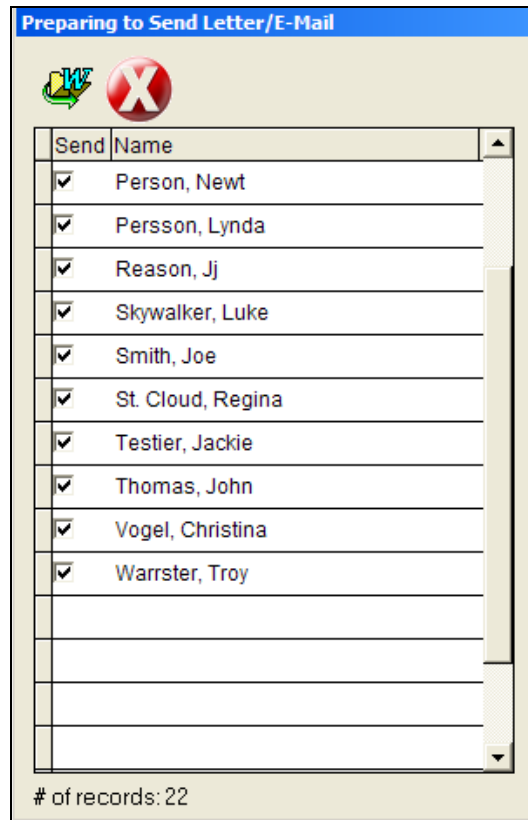 Preparing to Send Letter/E-Mail
W X
Send Name
Person, Newt
Persson, Lynda
Reason, Jj
Skywalker, Luke
Smith, Joe
St. Cloud, Regina
Testier, Jackie
Thomas, John
Vogel, Christina
Warrster, Troy
# of records: 22